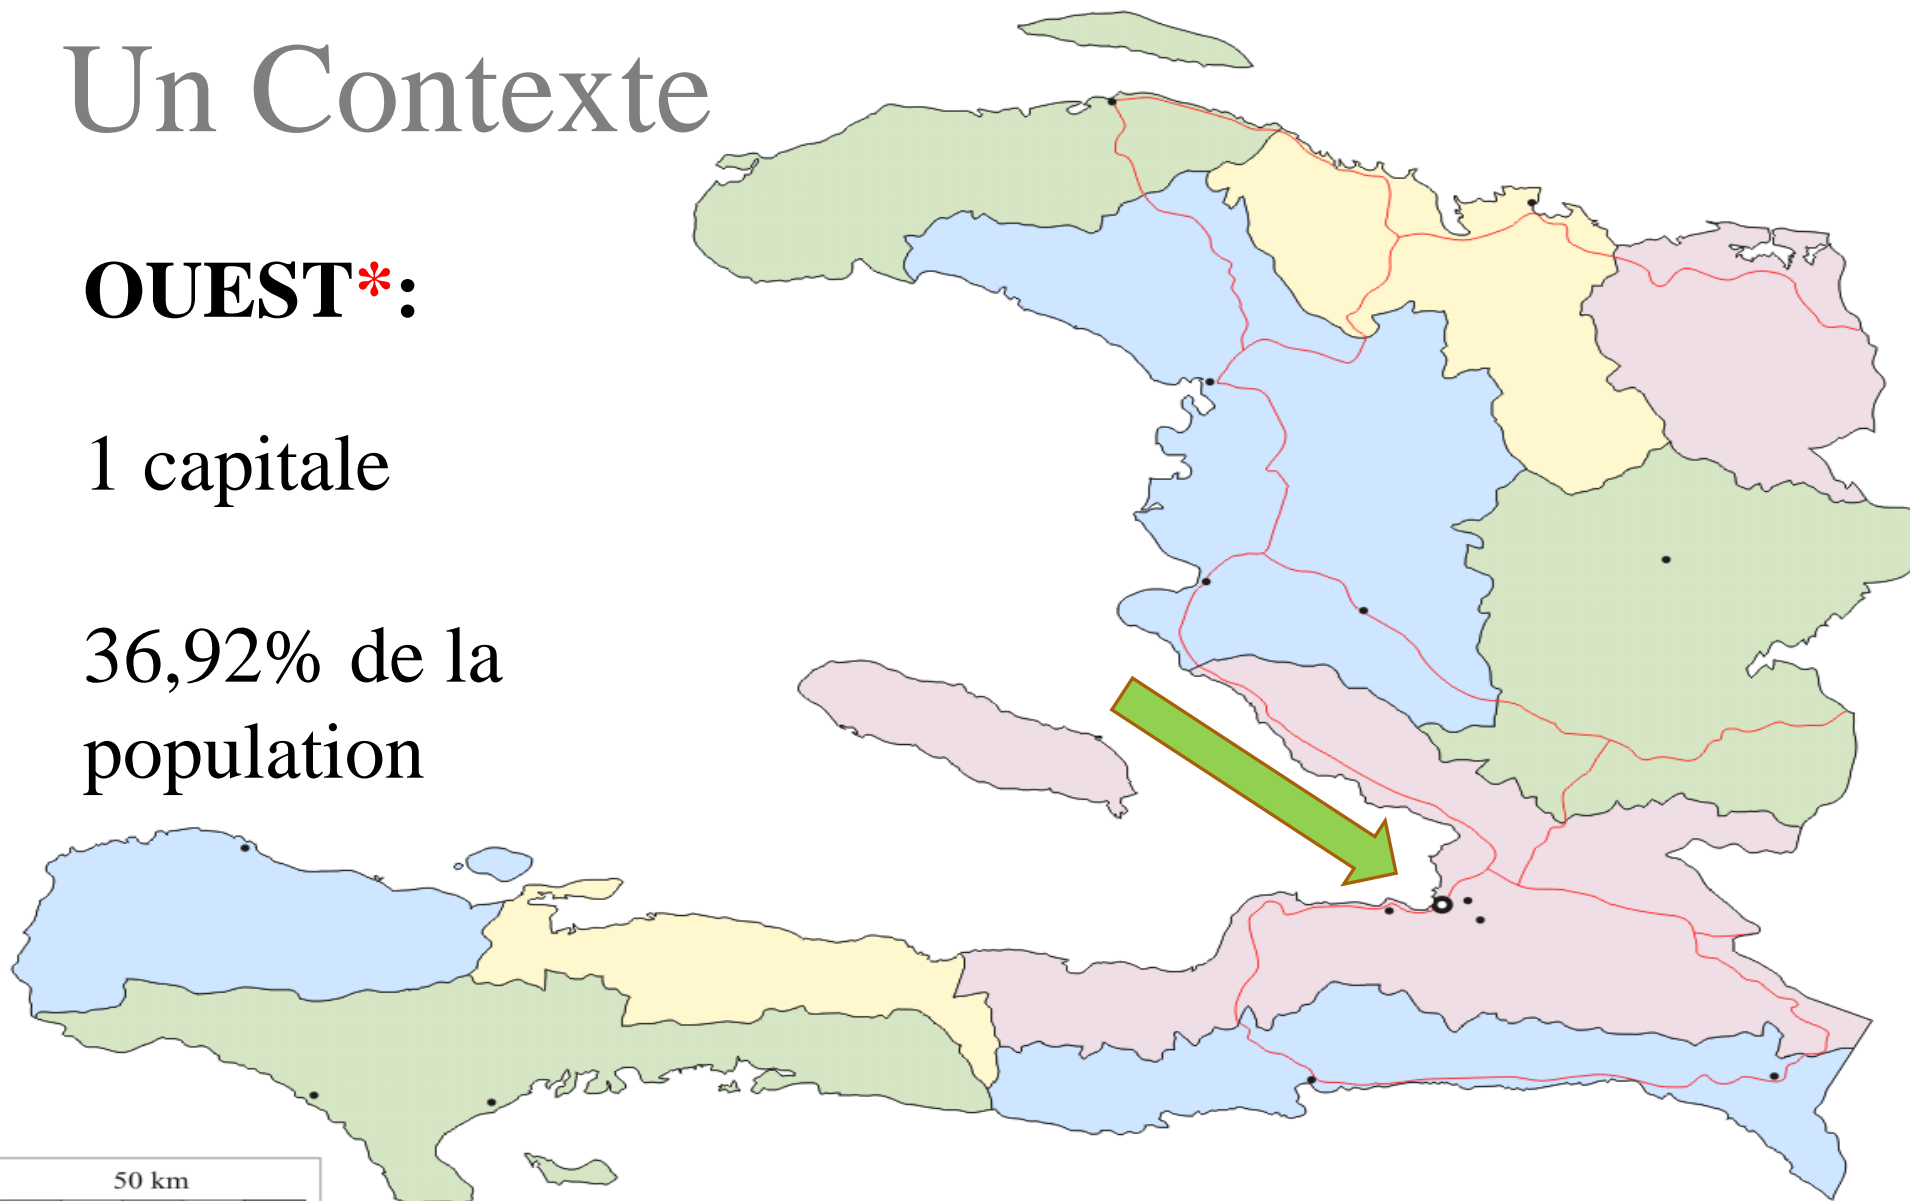 Un Contexte
OUEST*:
1 capitale
36,92% de la
population
50 km